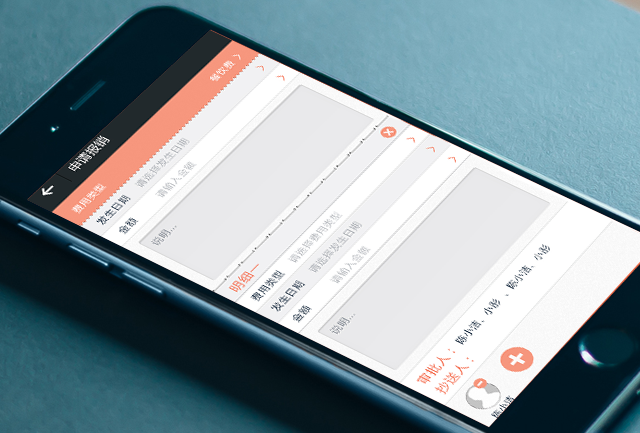 申请报销
费用类型 餐饮费
发生日期 请选择发生日期
金额 请输入金额
说明...
明细一
费用类型 请选择费用类型
发生日期 请选择发生日期
金额 请输入金额
说明...
审批人： 陈小洁、小彤 、陈小洁、小彤
抄送人：
陈小洁